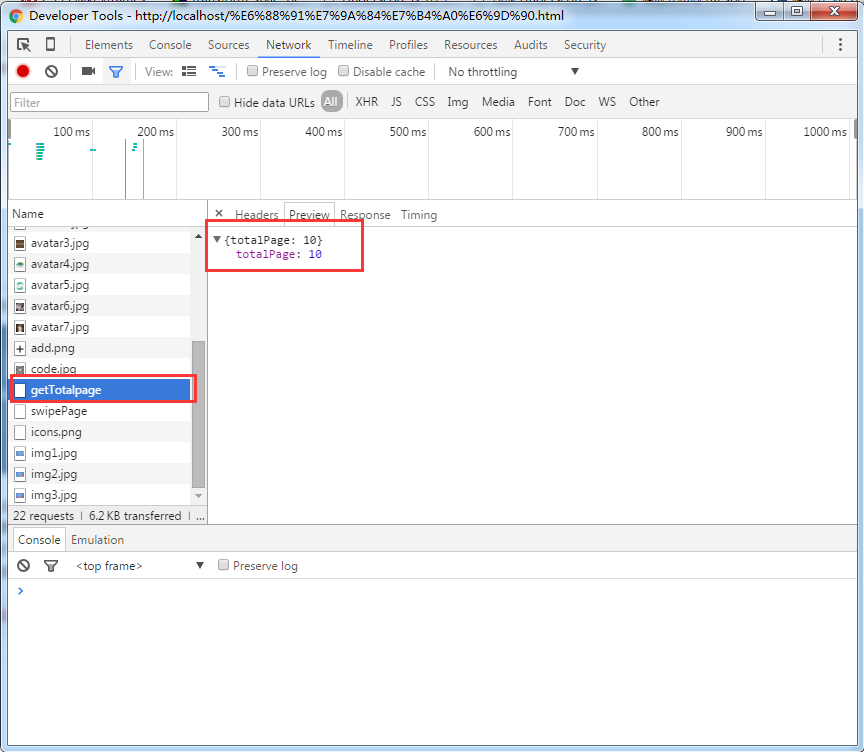 Developer Tools - http://localhost/%E6%88%91%E7%9A%84%E7%B4%A0%E6%9D%90.html
Elements Console Sources Network Timeline Profiles Resources Audits Security
View: Preserve log Disable cache No throttling
Filter Hide data URLs All XHR JS CSS Img Media Font Doc WS Other
100 ms 200 ms 300 ms 400 ms 500 ms 600 ms 700 ms 800 ms 900 ms 1000 ms
Name × Headers Preview Response Timing
{totalPage: 10}
totalPage: 10
avatar3.jpg
avatar4.jpg
avatar5.jpg
avatar6.jpg
avatar7.jpg
add.png
code.jpg
getTotalpage
swipePage
icons.png
img1.jpg
img2.jpg
img3.jpg
22 requests | 6.2 KB transferred | ...
Console Emulation
<top frame> Preserve log